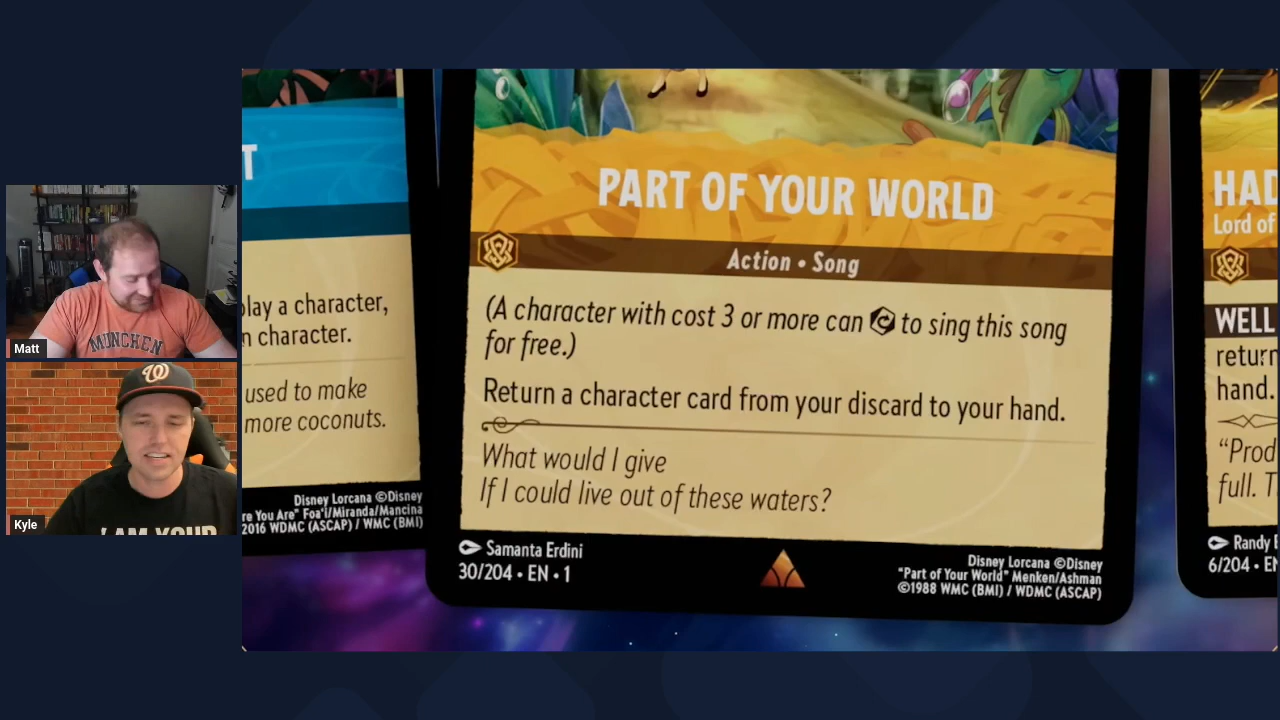 T
play a character,
n character.
used to make
more coconuts.
Disney Lorcana ©Disney
re You Are" Foa'i/Miranda/Mancina
2016 WDMC (ASCAP) / WMC (BMI)
PART OF YOUR WORLD
Action • Song
(A character with cost 3 or more can to sing this song
for free.)
Return a character card from your discard to your hand.
What would I give
If I could live out of these waters?
Samanta Erdini
30/204 • EN • 1
Disney Lorcana ©Disney
"Part of Your World" Menken/Ashman
©1988 WMC (BMI) / WDMC (ASCAP)
HAD
Lord of
WELL
return
hand.
"Prod
full. T
Randy
6/204 • EN
MÜNCHEN
Matt
W
I AM YOUR
Kyle